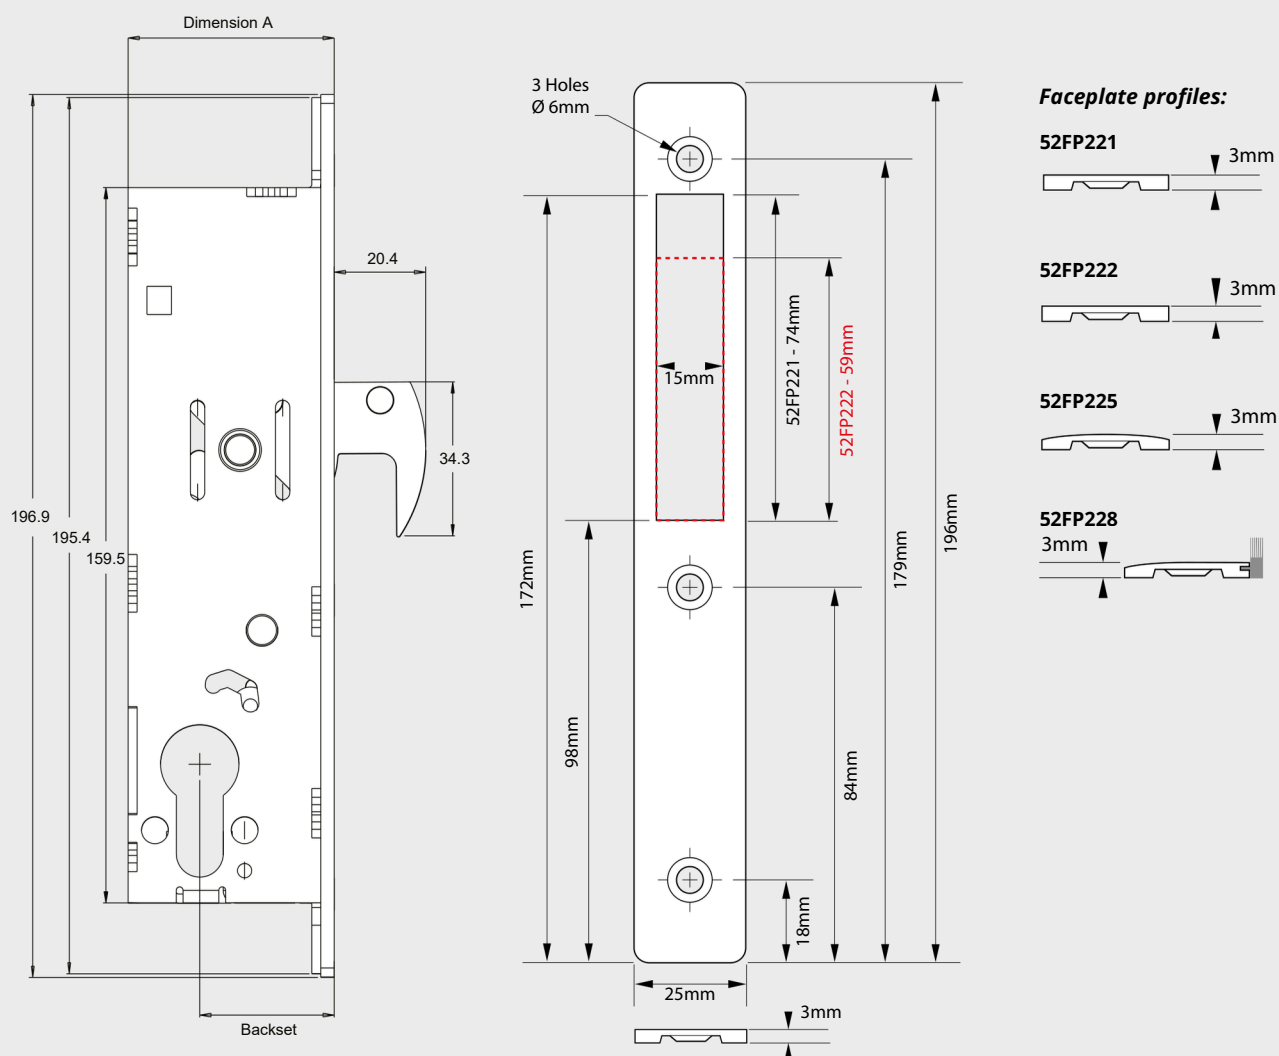 Dimension A
196.9
195.4
159.5
20.4
34.3
Backset
3 Holes
Ø 6mm
15mm
52FP221 - 74mm
52FP222 - 59mm
172mm
98mm
84mm
18mm
179mm
196mm
25mm
3mm
Faceplate profiles:
52FP221
3mm
52FP222
3mm
52FP225
3mm
52FP228
3mm